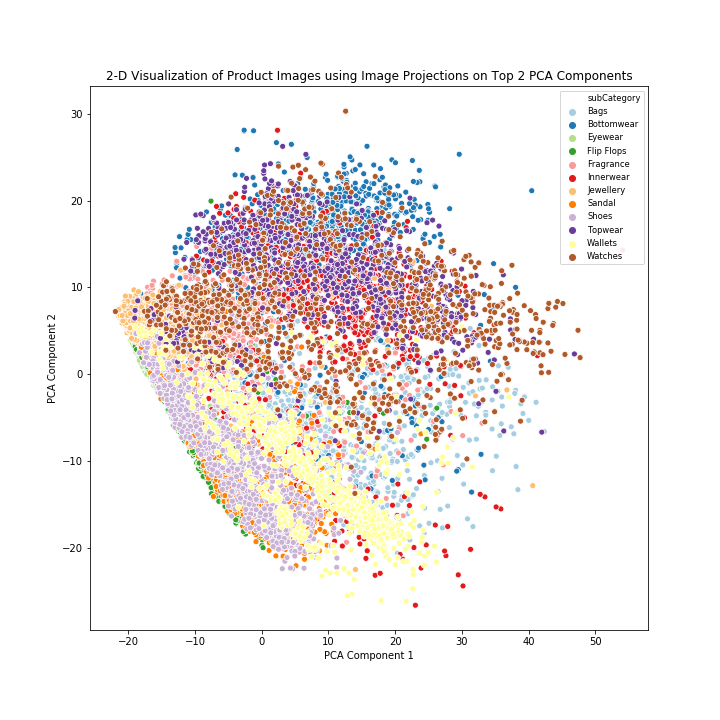 2-D Visualization of Product Images using Image Projections on Top 2 PCA Components
subCategory
Bags
Bottomwear
Eyewear
Flip Flops
Fragrance
Innerwear
Jewellery
Sandal
Shoes
Topwear
Wallets
Watches
PCA Component 2
30
20
10
0
−10
−20
−20 −10 0 10 20 30 40 50
PCA Component 1